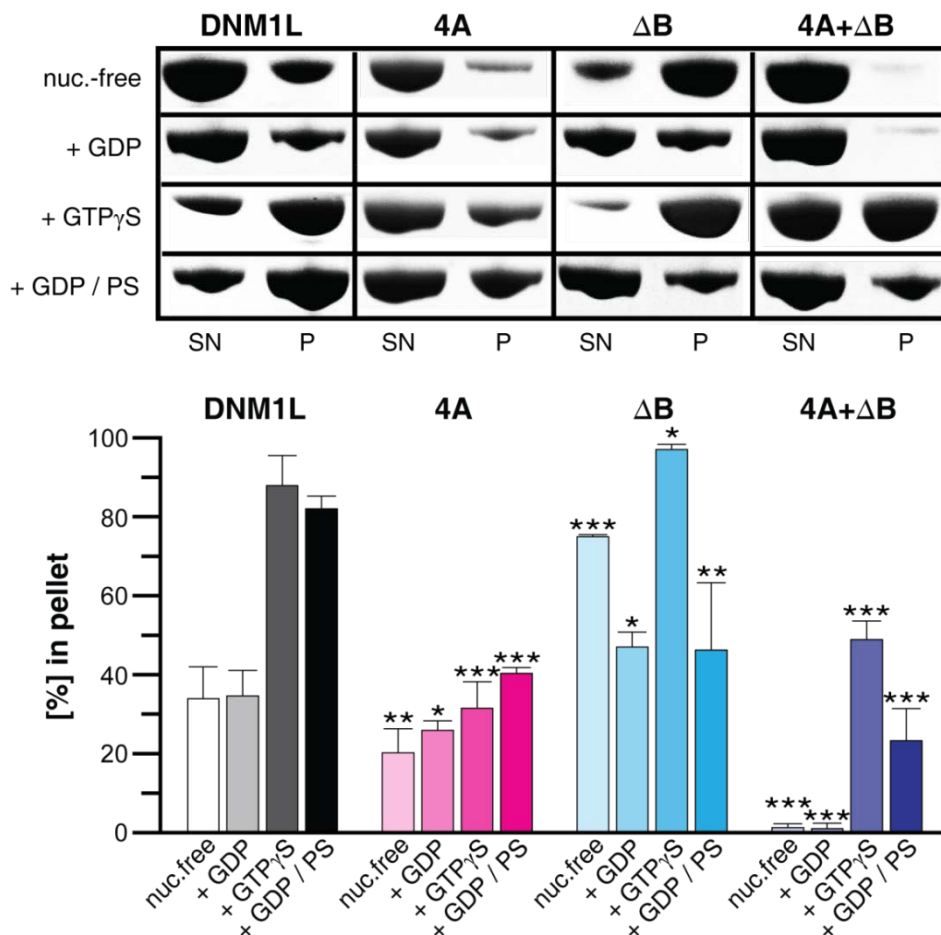 DNM1L 4A ΔB 4A+ΔB
nuc.-free
+ GDP
+ GTPγS
+ GDP / PS
SN P SN P SN P SN P
DNM1L 4A ΔB 4A+ΔB
[%] in pellet
100
80
60
40
20
0
*** * *** **
** * *** ***
*** *** *** ***
nuc.free + GDP + GTPγS + GDP / PS nuc.free + GDP + GTPγS + GDP / PS nuc.free + GDP + GTPγS + GDP / PS nuc.free + GDP + GTPγS + GDP / PS